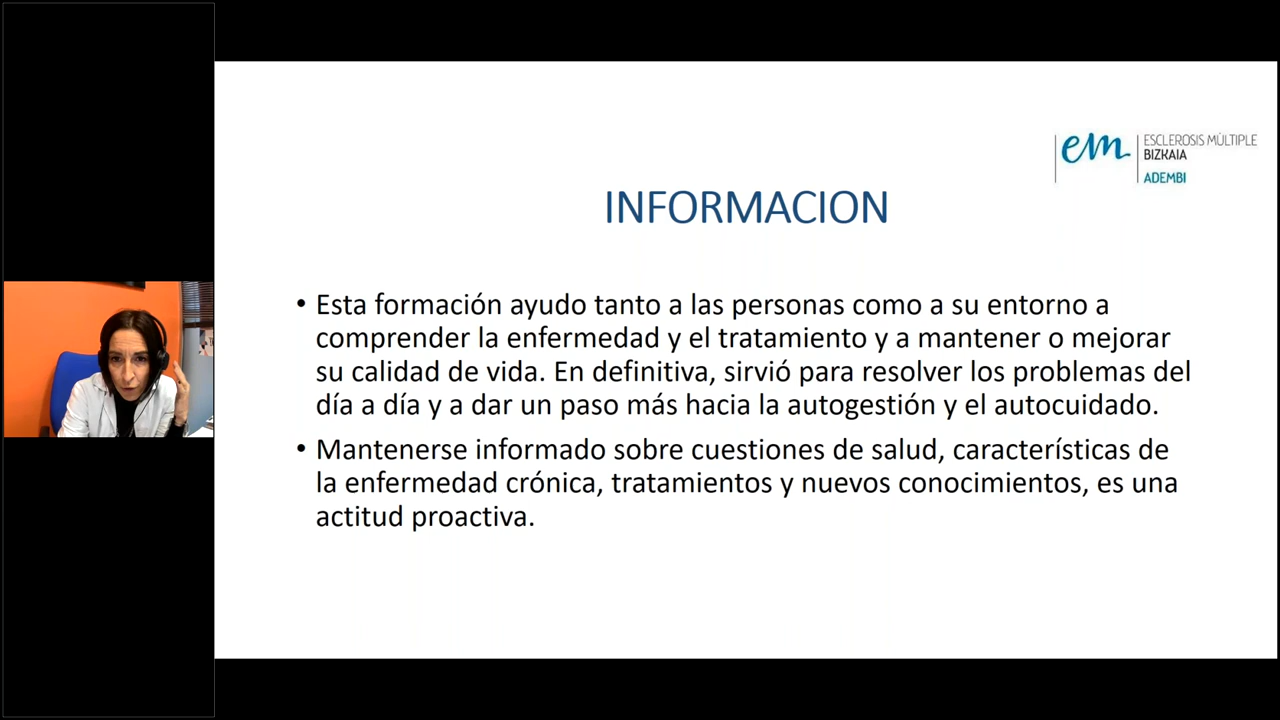 em
ESCLEROSIS MÚLTIPLE
BIZKAIA
ADEMBI
INFORMACION
• Esta formación ayudo tanto a las personas como a su entorno a
comprender la enfermedad y el tratamiento y a mantener o mejorar
su calidad de vida. En definitiva, sirvió para resolver los problemas del
día a día y a dar un paso más hacia la autogestión y el autocuidado.
• Mantenerse informado sobre cuestiones de salud, características de
la enfermedad crónica, tratamientos y nuevos conocimientos, es una
actitud proactiva.